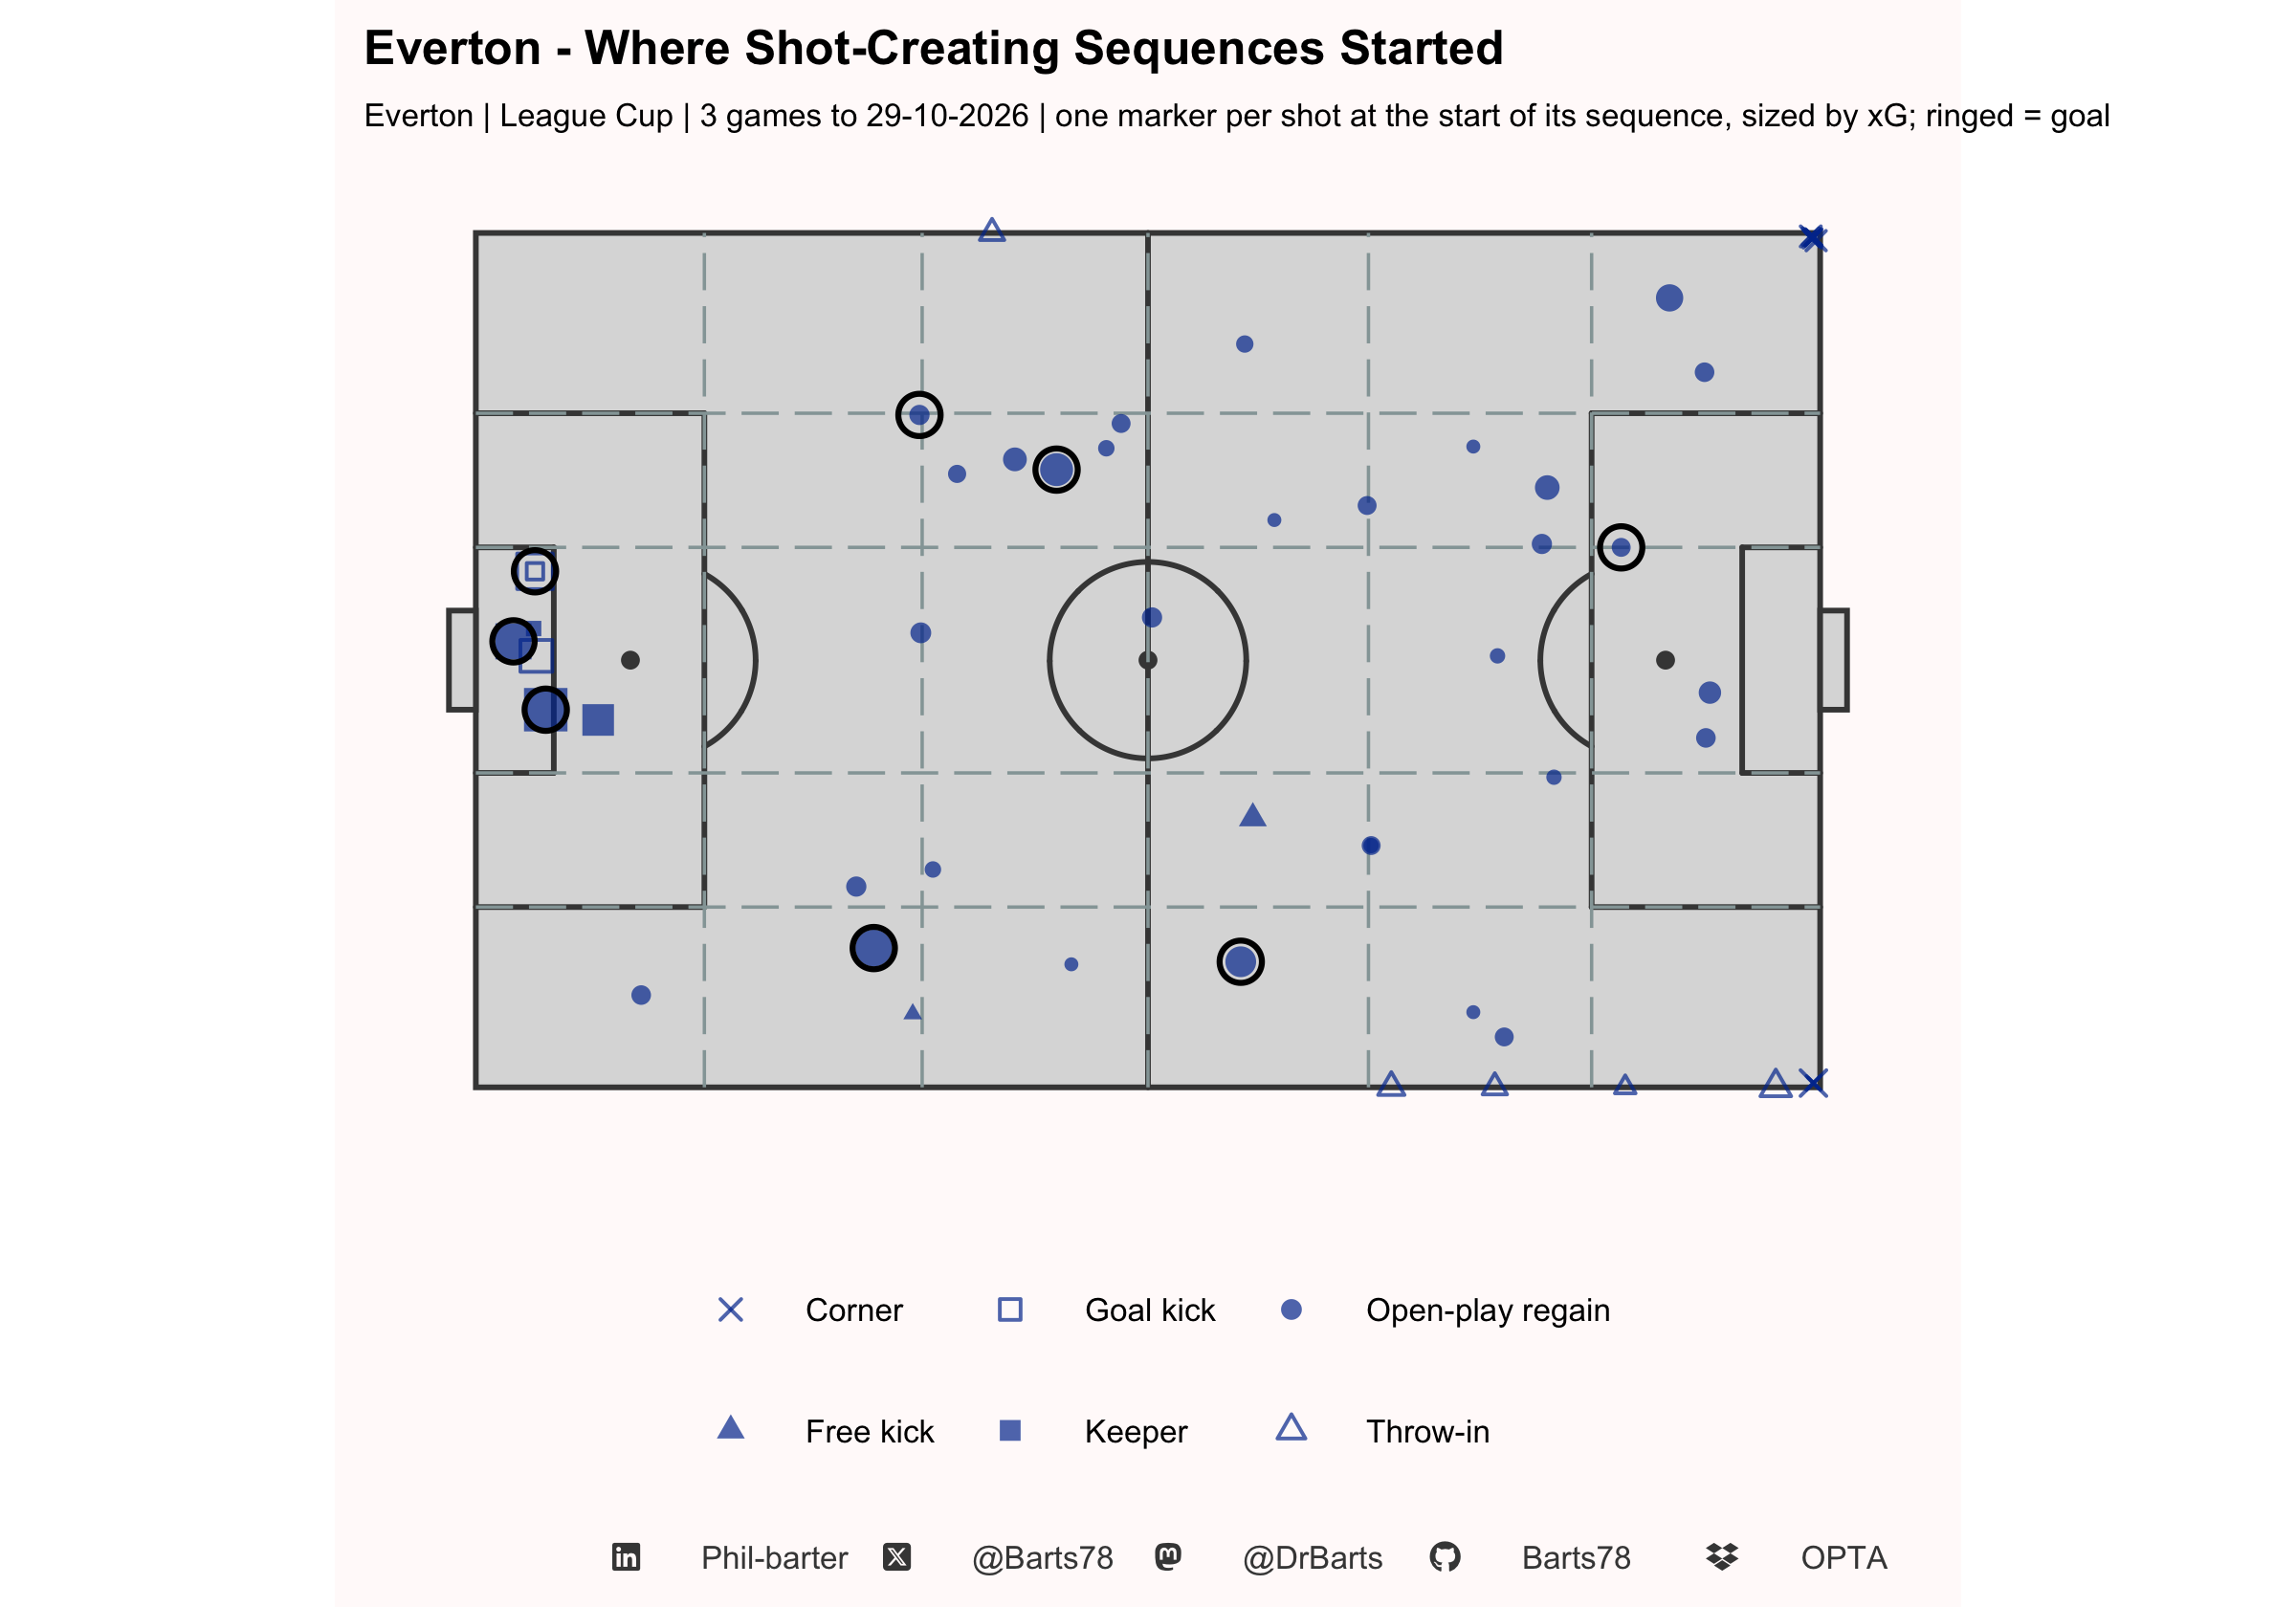 Everton - Where Shot-Creating Sequences Started
Everton | League Cup | 3 games to 29-10-2026 | one marker per shot at the start of its sequence, sized by xG; ringed = goal
Corner Goal kick Open-play regain
Free kick Keeper Throw-in
Phil-barter @Barts78 @DrBarts Barts78 OPTA